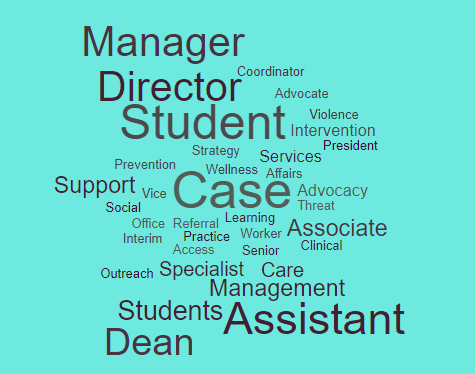 Manager
Coordinator
Director
Advocate
Student
Violence
Intervention
President
Strategy
Services
Prevention
Wellness
Affairs
Support
Vice
Case
Advocacy
Threat
Social
Learning
Office
Referral
Associate
Interim
Practice
Worker
Clinical
Access
Senior
Outreach
Specialist
Care
Management
Students
Assistant
Dean